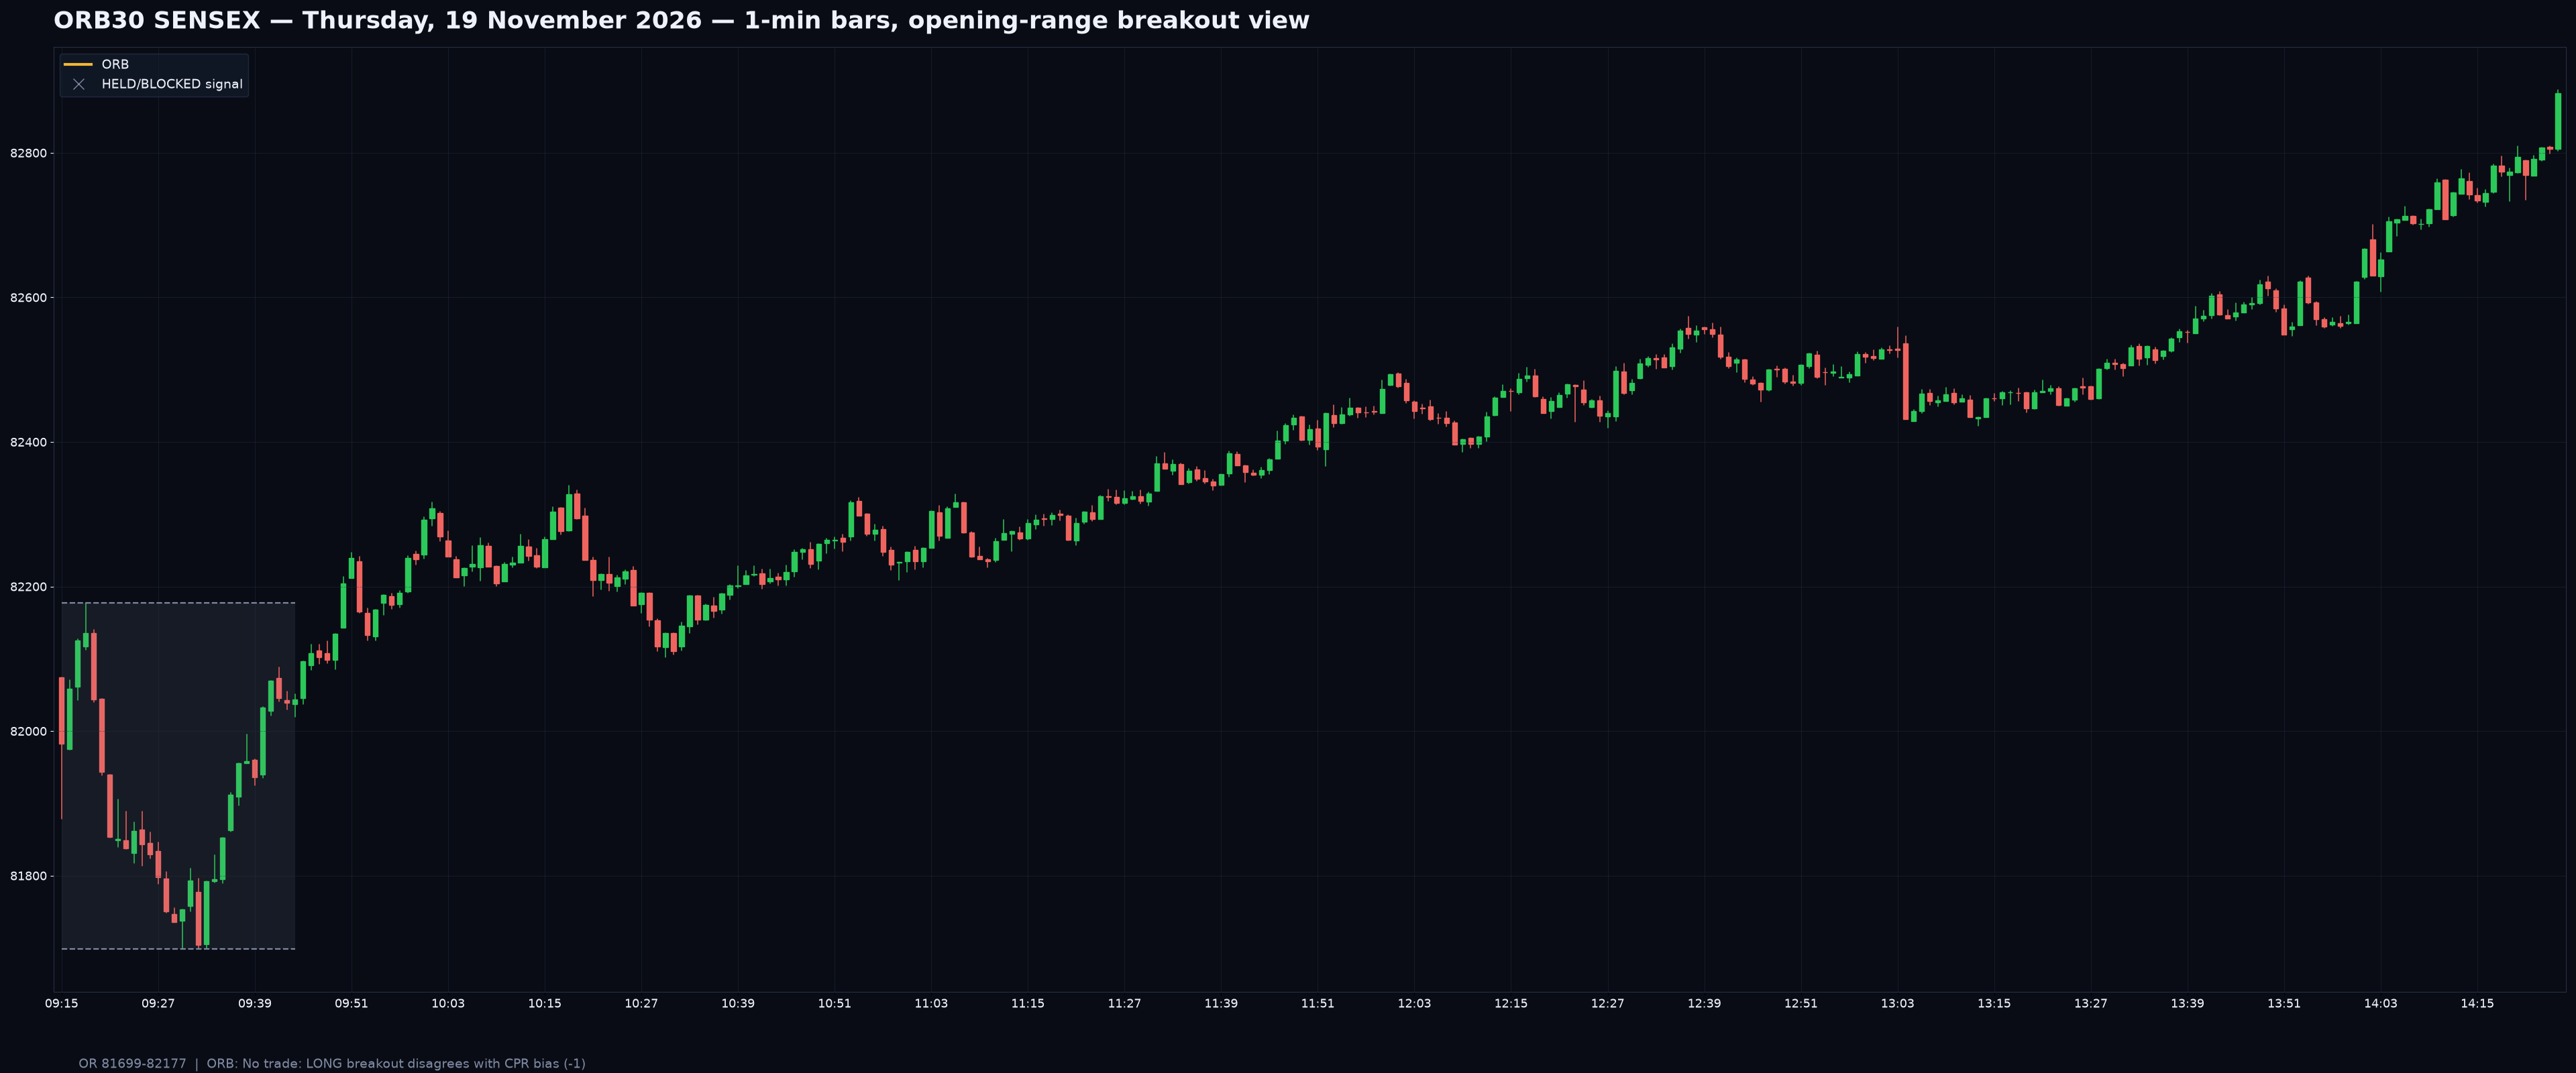 ORB30 SENSEX — Thursday, 19 November 2026 — 1-min bars, opening-range breakout view
ORB
HELD/BLOCKED signal
82800
82600
82400
82200
82000
81800
09:15 09:27 09:39 09:51 10:03 10:15 10:27 10:39 10:51 11:03 11:15 11:27 11:39 11:51 12:03 12:15 12:27 12:39 12:51 13:03 13:15 13:27 13:39 13:51 14:03 14:15
OR 81699-82177 | ORB: No trade: LONG breakout disagrees with CPR bias (-1)